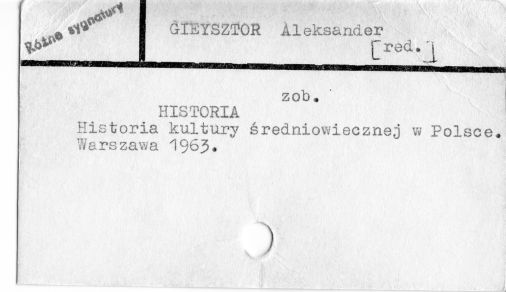 Różne sygnatury
GIEYSZTOR Aleksander
[red.]
zob.
HISTORIA
Historia kultury średniowiecznej w Polsce.
Warszawa 1963.